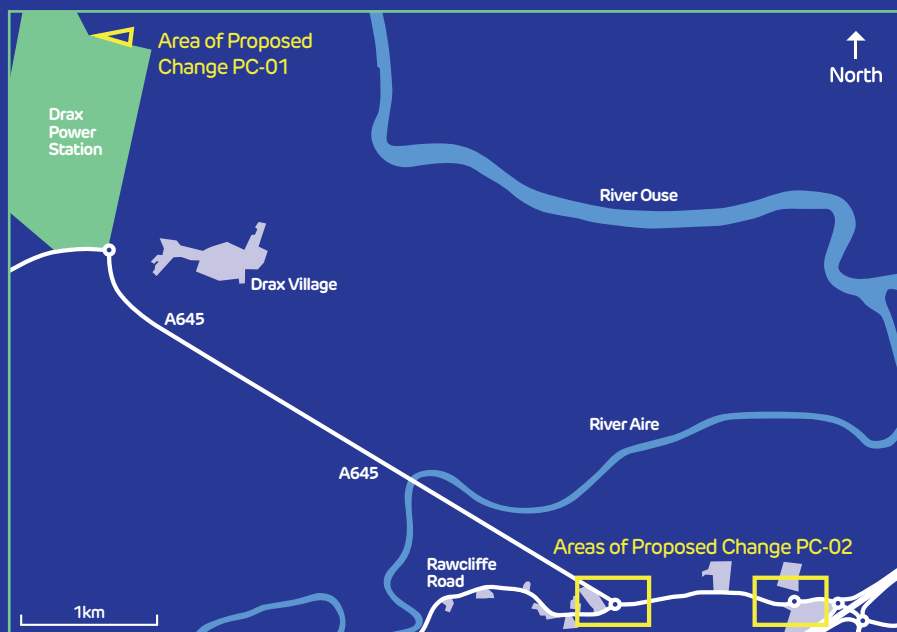 Area of Proposed
Change PC-01
North
Drax
Power
Station
River Ouse
Drax Village
A645
River Aire
A645
Areas of Proposed Change PC-02
Rawcliffe
Road
1km